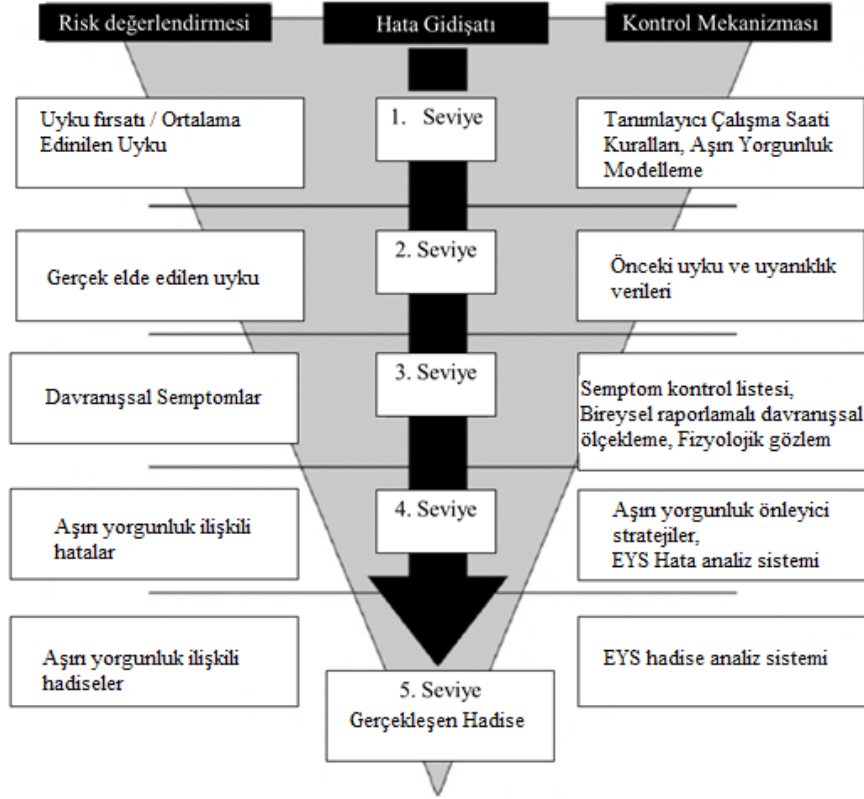 Risk değerlendirmesi
Hata Gidişatı
Kontrol Mekanizması
Uyku fırsatı / Ortalama
Edinilen Uyku
1. Seviye
Tanımlayıcı Çalışma Saati
Kuralları, Aşırı Yorgunluk
Modelleme
Gerçek elde edilen uyku
2. Seviye
Önceki uyku ve uyanıklık
verileri
Davranışsal Semptomlar
3. Seviye
Semptom kontrol listesi,
Bireysel raporlamalı davranışsal
ölçekleme, Fizyolojik gözlem
Aşırı yorgunluk ilişkili
hatalar
4. Seviye
Aşırı yorgunluk önleyici
stratejiler,
EYS Hata analiz sistemi
Aşırı yorgunluk ilişkili
hadiseler
5. Seviye
Gerçekleşen Hadise
EYS hadise analiz sistemi